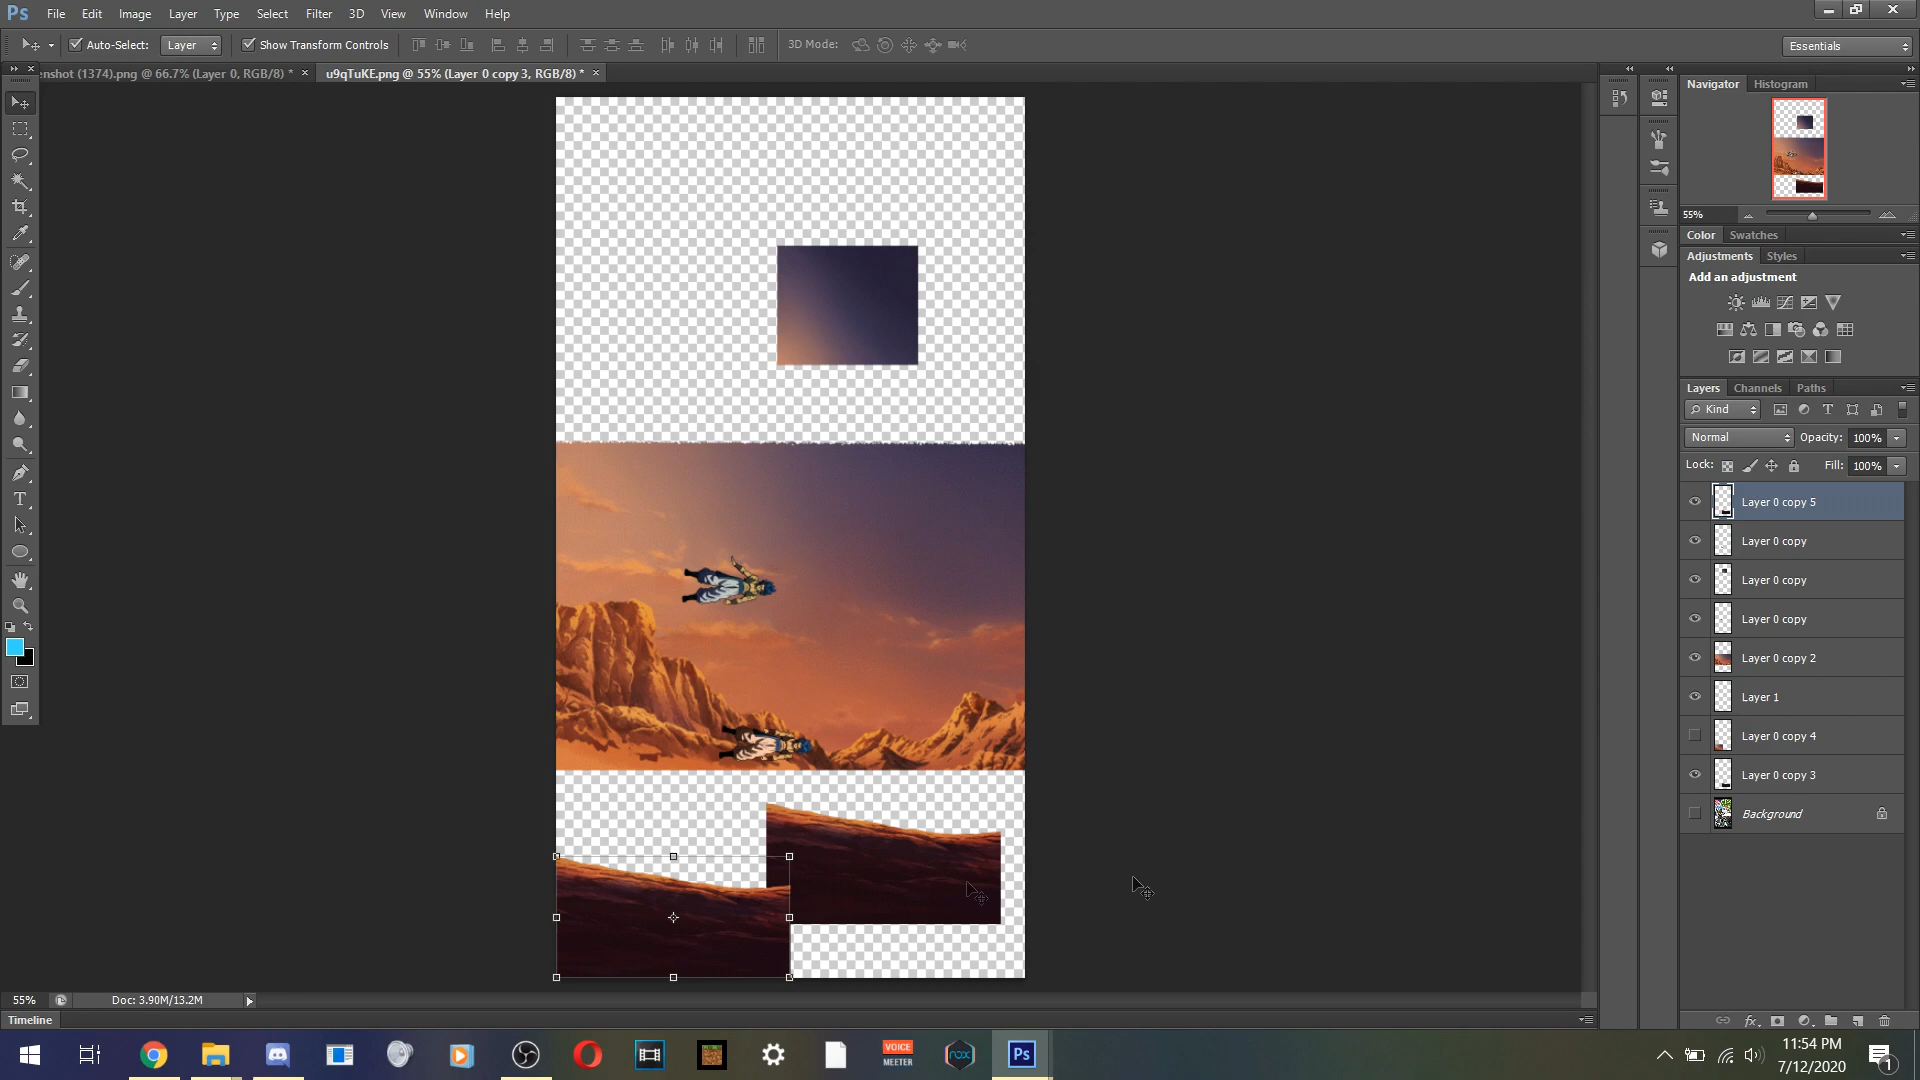 Ps File Edit Image Layer Type Select Filter 3D View Window Help
Auto-Select: Layer Show Transform Controls 3D Mode: Essentials
enshot (1374).png @ 66.7% (Layer 0, RGB/8) * × u9qTuKE.png @ 55% (Layer 0 copy 3, RGB/8) * ×
Navigator Histogram
55%
Color Swatches
Adjustments Styles
Add an adjustment
Layers Channels Paths
Kind
Normal Opacity: 100%
Lock: Fill: 100%
Layer 0 copy 5
Layer 0 copy
Layer 0 copy
Layer 0 copy
Layer 0 copy 2
Layer 1
Layer 0 copy 4
Layer 0 copy 3
Background
55% Doc: 3.90M/13.2M
Timeline
VOICE
MEETER
nox
Ps
11:54 PM
7/12/2020
1